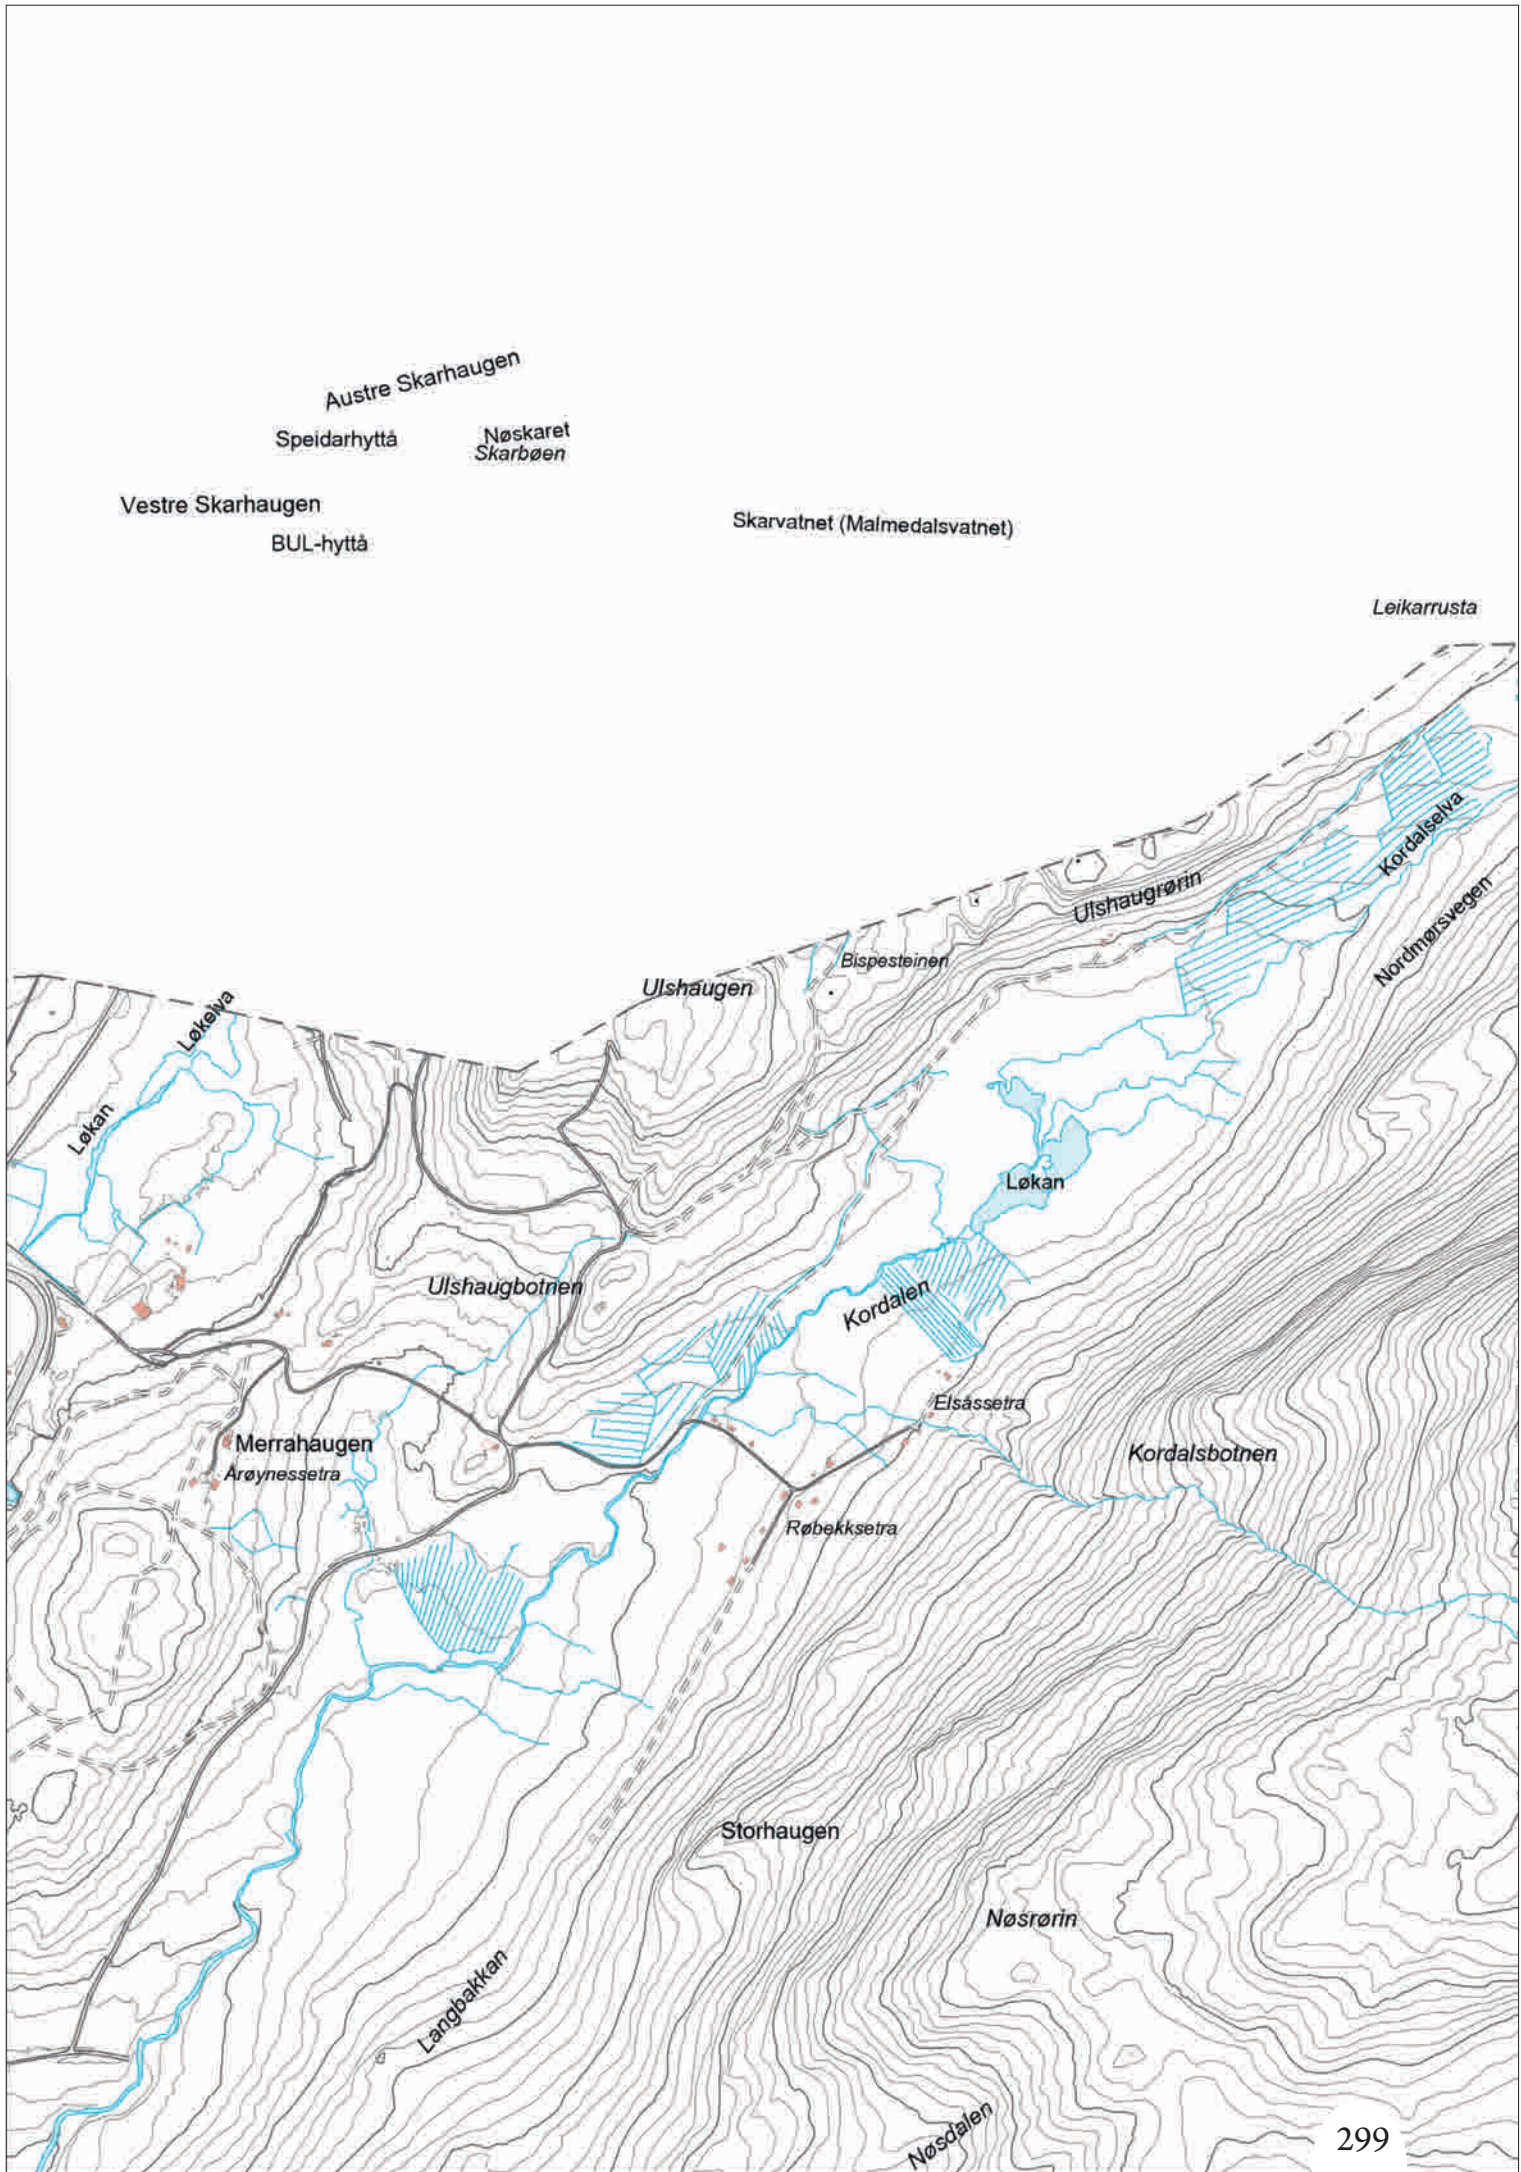 Austre Skarhaugen
Speidarhyttå
Nøskaret
Skarbøen
Vestre Skarhaugen
BUL-hyttå
Skarvatnet (Malmedalsvatnet)
Leikarrusta
Kordalselva
Ulshaugrørin
Nordmørsvegen
Bispesteinen
Ulshaugen
Løkelva
Løkan
Løkan
Ulshaugbotnen
Kordalen
Elsåssetra
Merrahaugen
Årøynessetra
Kordalsbotnen
Røbekksetra
Storhaugen
Nøsrørin
Langbakkan
Nøsdalen
299